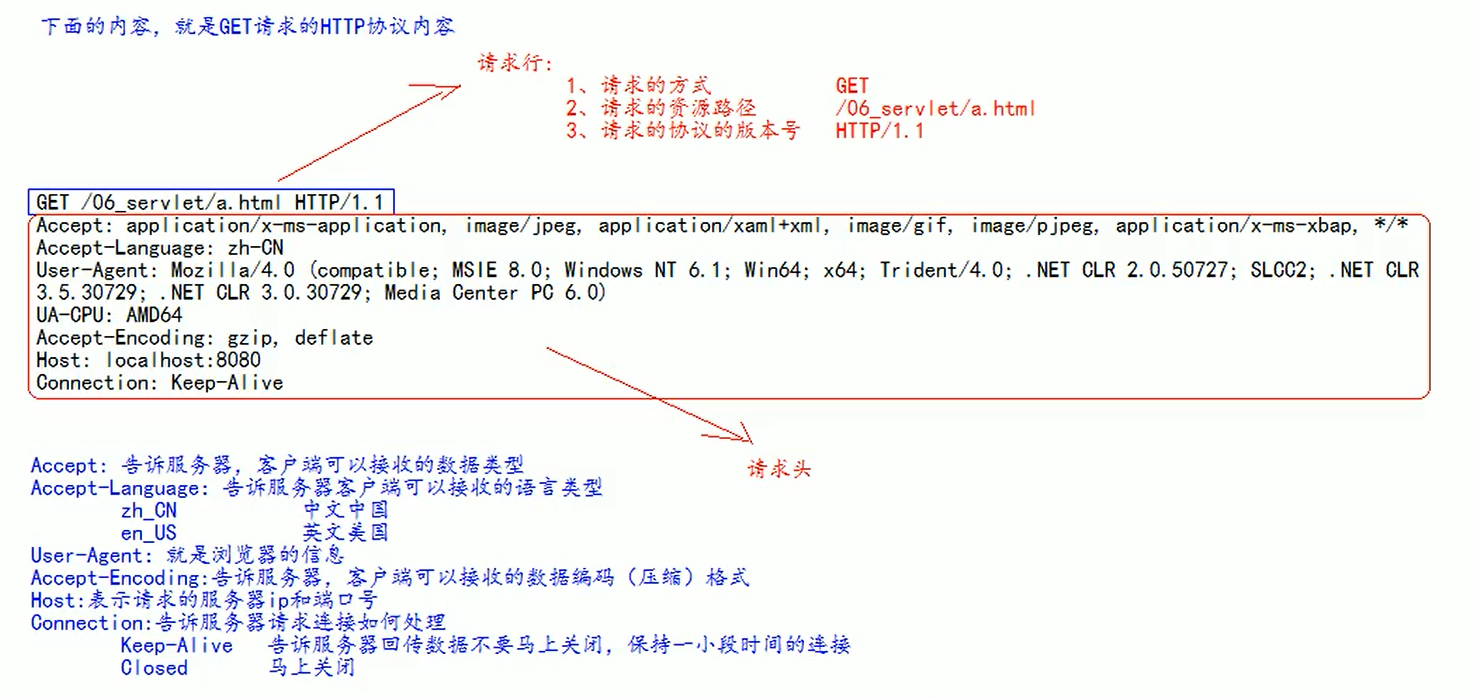 下面的内容，就是GET请求的HTTP协议内容
请求行:
1、请求的方式 GET
2、请求的资源路径 /06_servlet/a.html
3、请求的协议的版本号 HTTP/1.1
GET /06_servlet/a.html HTTP/1.1
Accept: application/x-ms-application, image/jpeg, application/xaml+xml, image/gif, image/pjpeg, application/x-ms-xbap, */*
Accept-Language: zh-CN
User-Agent: Mozilla/4.0 (compatible; MSIE 8.0; Windows NT 6.1; Win64; x64; Trident/4.0; .NET CLR 2.0.50727; SLCC2; .NET CLR
3.5.30729; .NET CLR 3.0.30729; Media Center PC 6.0)
UA-CPU: AMD64
Accept-Encoding: gzip, deflate
Host: localhost:8080
Connection: Keep-Alive
请求头
Accept: 告诉服务器，客户端可以接收的数据类型
Accept-Language: 告诉服务器客户端可以接收的语言类型
zh_CN 中文中国
en_US 英文美国
User-Agent: 就是浏览器的信息
Accept-Encoding:告诉服务器，客户端可以接收的数据编码（压缩）格式
Host:表示请求的服务器ip和端口号
Connection:告诉服务器请求连接如何处理
Keep-Alive 告诉服务器回传数据不要马上关闭，保持一小段时间的连接
Closed 马上关闭